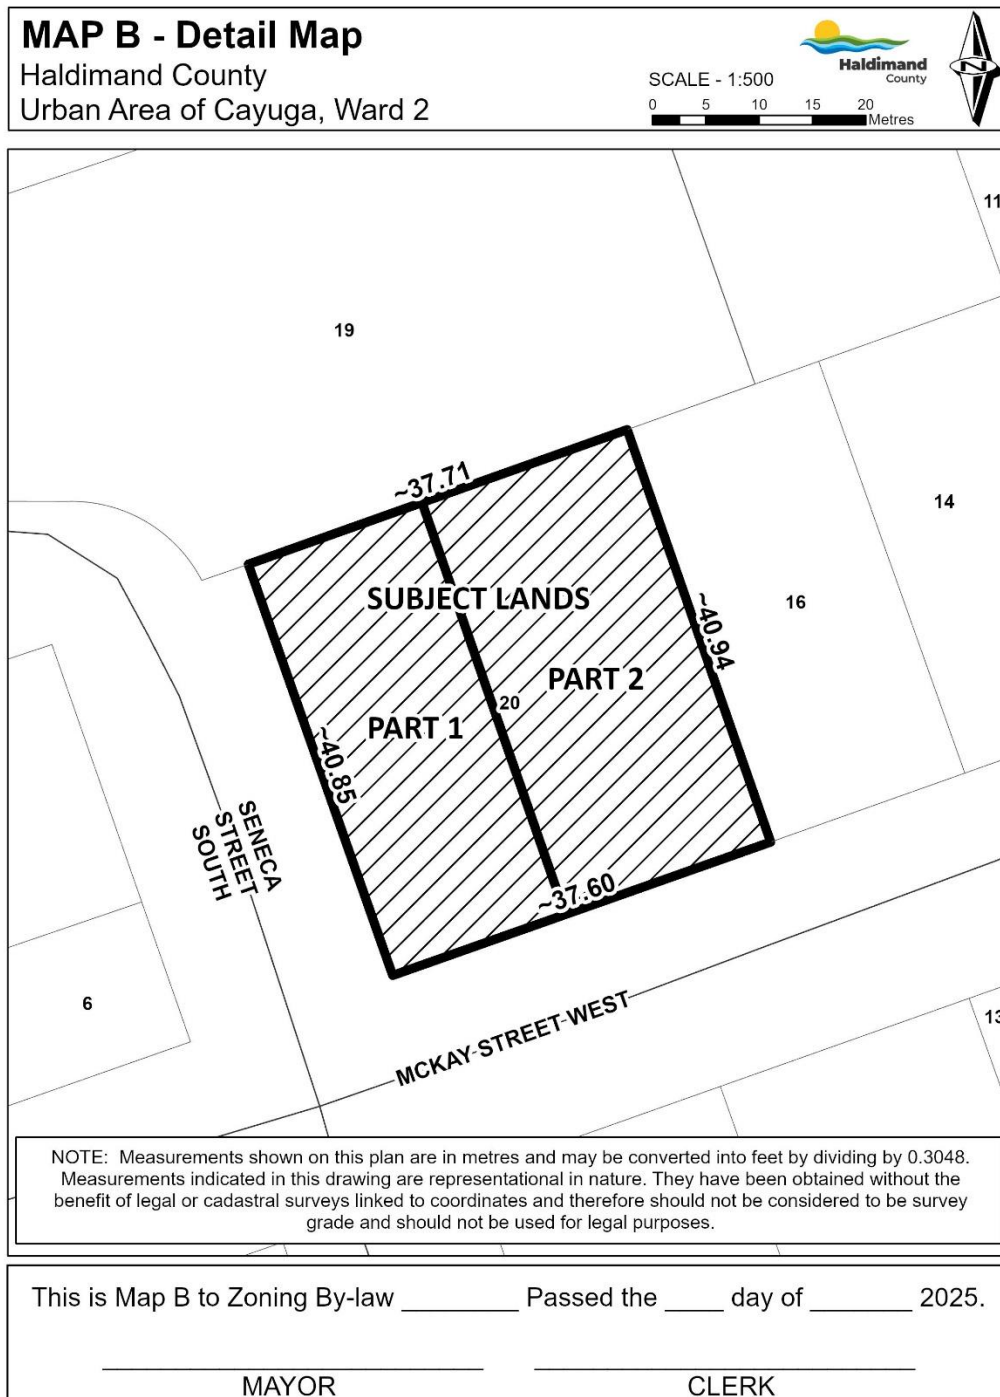 MAP B - Detail Map
Haldimand County
Urban Area of Cayuga, Ward 2
SCALE - 1:500
0 5 10 15 20
Metres
Haldimand
County
N
11
19
~37.71
14
SUBJECT LANDS
16
~40.94
PART 2
20
PART 1
~40.85
SENECA
STREET
SOUTH
~37.60
6
MCKAY STREET WEST
13
NOTE: Measurements shown on this plan are in metres and may be converted into feet by dividing by 0.3048.
Measurements indicated in this drawing are representational in nature. They have been obtained without the
benefit of legal or cadastral surveys linked to coordinates and therefore should not be considered to be survey
grade and should not be used for legal purposes.
This is Map B to Zoning By-law ________ Passed the ____ day of _______ 2025.
MAYOR
CLERK